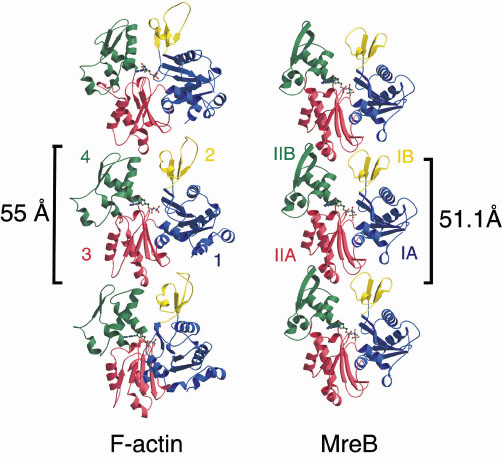 4
2
IIB
IB
55 Å
51.1Å
3
1
IIA
IA
F-actin
MreB